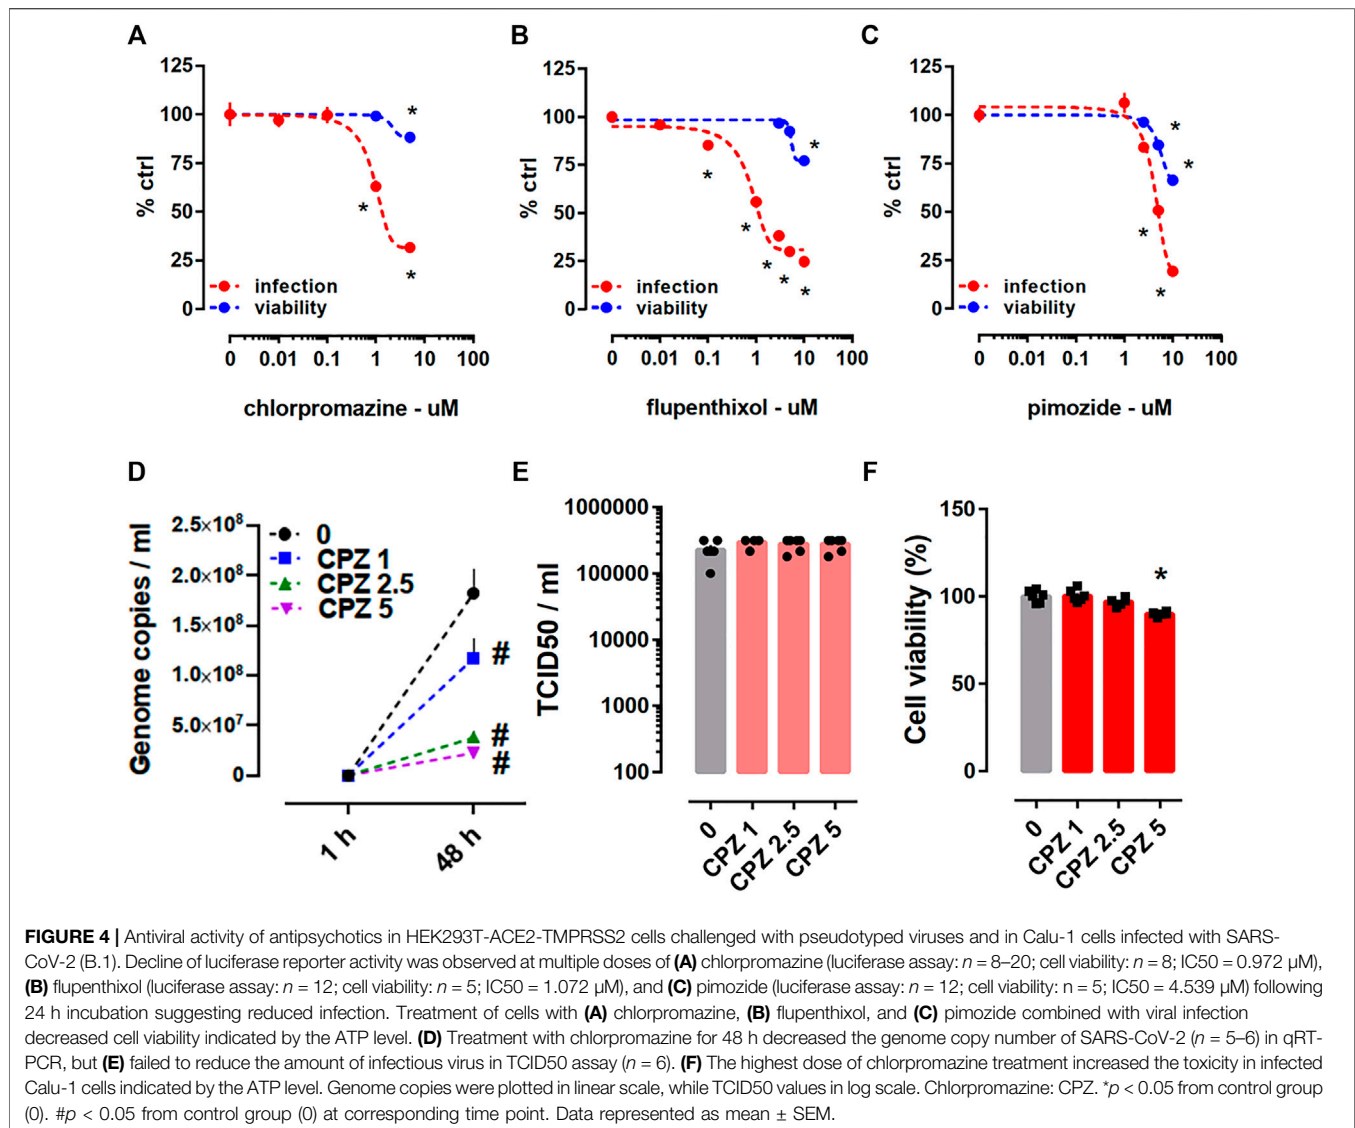 A
B
C
125
100
75
50
25
0
% ctrl
infection
viability
0 0.01 0.1 1 10 100
chlorpromazine - uM
*
*
*
125
100
75
50
25
0
% ctrl
infection
viability
0 0.01 0.1 1 10 100
flupenthixol - uM
*
*
*
*
*
*
125
100
75
50
25
0
% ctrl
infection
viability
0 0.01 0.1 1 10 100
pimozide - uM
*
*
*
*
D
E
F
Genome copies / ml
2.5×10⁸
2.0×10⁸
1.5×10⁸
1.0×10⁸
5.0×10⁷
0
0
CPZ 1
CPZ 2.5
CPZ 5
#
#
#
1 h
48 h
TCID50 / ml
1000000
100000
10000
1000
100
0
CPZ 1
CPZ 2.5
CPZ 5
Cell viability (%)
150
100
50
0
*
0
CPZ 1
CPZ 2.5
CPZ 5
FIGURE 4 | Antiviral activity of antipsychotics in HEK293T-ACE2-TMPRSS2 cells challenged with pseudotyped viruses and in Calu-1 cells infected with SARS-
CoV-2 (B.1). Decline of luciferase reporter activity was observed at multiple doses of (A) chlorpromazine (luciferase assay: n = 8–20; cell viability: n = 8; IC50 = 0.972 μM),
(B) flupenthixol (luciferase assay: n = 12; cell viability: n = 5; IC50 = 1.072 μM), and (C) pimozide (luciferase assay: n = 12; cell viability: n = 5; IC50 = 4.539 μM) following
24 h incubation suggesting reduced infection. Treatment of cells with (A) chlorpromazine, (B) flupenthixol, and (C) pimozide combined with viral infection
decreased cell viability indicated by the ATP level. (D) Treatment with chlorpromazine for 48 h decreased the genome copy number of SARS-CoV-2 (n = 5–6) in qRT-
PCR, but (E) failed to reduce the amount of infectious virus in TCID50 assay (n = 6). (F) The highest dose of chlorpromazine treatment increased the toxicity in infected
Calu-1 cells indicated by the ATP level. Genome copies were plotted in linear scale, while TCID50 values in log scale. Chlorpromazine: CPZ. *p < 0.05 from control group
(0). #p < 0.05 from control group (0) at corresponding time point. Data represented as mean ± SEM.